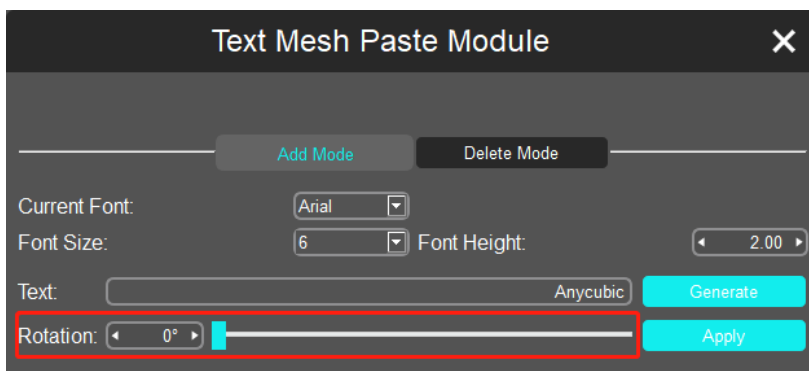 Text Mesh Paste Module
Add Mode Delete Mode
Current Font: Arial
Font Size: 6 Font Height: 2.00
Text: Anycubic Generate
Rotation: 0° Apply